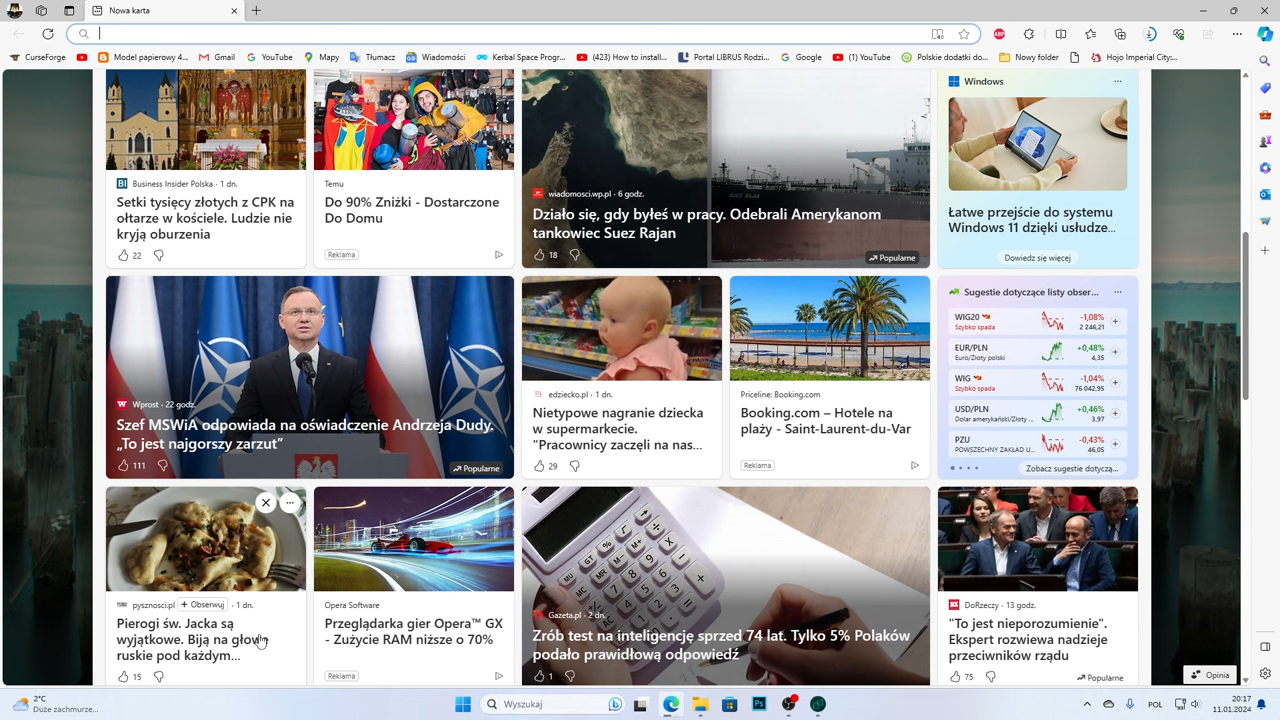 Nowa karta
CurseForge
Model papierowy 4...
Gmail
YouTube
Mapy
Tłumacz
Wiadomości
Kerbal Space Progr...
(423) How to install...
Portal LIBRUS Rodzi...
Google
(1) YouTube
Polskie dodatki do...
Nowy folder
Hojo Imperial City:...
Business Insider Polska · 1 dn.
Setki tysięcy złotych z CPK na
ołtarze w kościele. Ludzie nie
kryją oburzenia
22
Temu
Do 90% Zniżki - Dostarczone
Do Domu
Reklama
wiadomosci.wp.pl · 6 godz.
Działo się, gdy byłeś w pracy. Odebrali Amerykanom
tankowiec Suez Rajan
18
Popularne
Windows
Łatwe przejście do systemu
Windows 11 dzięki usłudze...
Dowiedz się więcej
Wprost · 22 godz.
Szef MSWiA odpowiada na oświadczenie Andrzeja Dudy.
„To jest najgorszy zarzut”
111
Popularne
edziecko.pl · 1 dn.
Nietypowe nagranie dziecka
w supermarkecie.
"Pracownicy zaczęli na nas...
29
Priceline: Booking.com
Booking.com – Hotele na
plaży - Saint-Laurent-du-Var
Reklama
Sugestie dotyczące listy obser...
WIG20 -1,08%
Szybko spada 2 246,21
EUR/PLN +0,48%
Euro/Złoty polski 4,35
WIG -1,04%
Szybko spada 76 042,95
USD/PLN +0,46%
Dolar amerykański/Złoty ... 3,97
PZU -0,43%
POWSZECHNY ZAKŁAD U... 46,05
Zobacz sugestie dotyczą...
pysznosci.pl + Obserwuj · 1 dn.
Pierogi św. Jacka są
wyjątkowe. Biją na głowę
ruskie pod każdym...
15
Opera Software
Przeglądarka gier Opera™ GX
- Zużycie RAM niższe o 70%
Reklama
Gazeta.pl · 2 dn.
Zrób test na inteligencję sprzed 74 lat. Tylko 5% Polaków
podało prawidłową odpowiedź
1
DoRzeczy · 13 godz.
"To jest nieporozumienie".
Ekspert rozwiewa nadzieje
przeciwników rządu
75
Popularne
Opinia
2°C
Duże zachmurze...
Wyszukaj
POL
20:17
11.01.2024